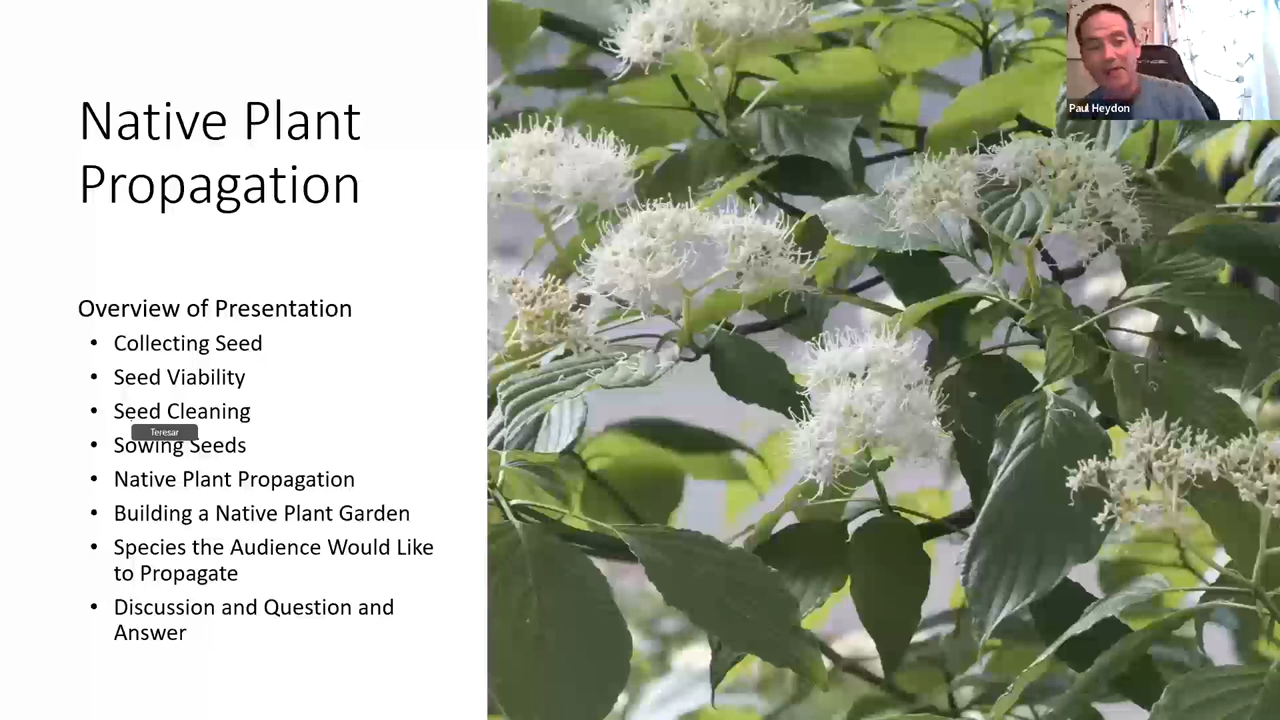 Native Plant
Propagation
Paul Heydon
Overview of Presentation
• Collecting Seed
• Seed Viability
• Seed Cleaning
Teresar
• Sowing Seeds
• Native Plant Propagation
• Building a Native Plant Garden
• Species the Audience Would Like
to Propagate
• Discussion and Question and
Answer